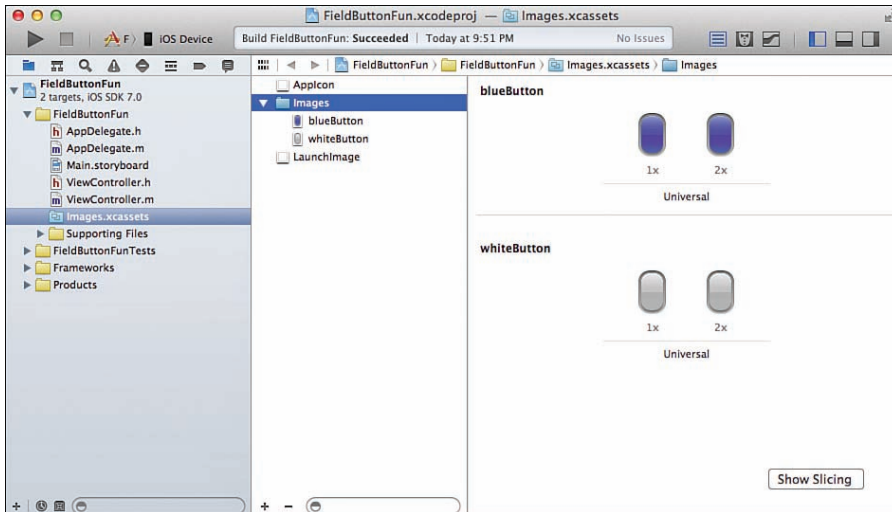 FieldButtonFun.xcodeproj — Images.xcassets
F iOS Device
Build FieldButtonFun: Succeeded | Today at 9:51 PM
No Issues
FieldButtonFun
FieldButtonFun
Images.xcassets
Images
FieldButtonFun
2 targets, iOS SDK 7.0
FieldButtonFun
AppDelegate.h
AppDelegate.m
Main.storyboard
ViewController.h
ViewController.m
Images.xcassets
Supporting Files
FieldButtonFunTests
Frameworks
Products
AppIcon
Images
blueButton
whiteButton
LaunchImage
blueButton
1x 2x
Universal
whiteButton
1x 2x
Universal
Show Slicing